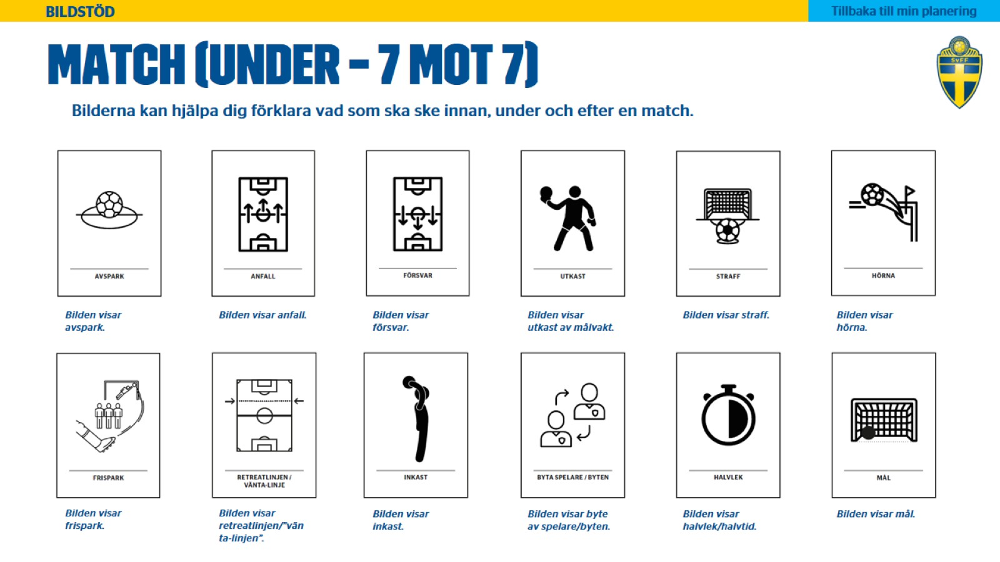 BILDSTÖD
Tillbaka till min planering
MATCH (UNDER – 7 MOT 7)
SvFF
Bilderna kan hjälpa dig förklara vad som ska ske innan, under och efter en match.
AVSPARK
ANFALL
FÖRSVAR
UTKAST
STRAFF
HÖRNA
Bilden visar
avspark.
Bilden visar anfall.
Bilden visar
försvar.
Bilden visar
utkast av målvakt.
Bilden visar straff.
Bilden visar
hörna.
FRISPARK
RETREATLINJEN /
VÄNTA-LINJE
INKAST
BYTA SPELARE / BYTEN
HALVLEK
MÅL
Bilden visar
frispark.
Bilden visar
retreatlinjen/”vän
ta-linjen”.
Bilden visar
inkast.
Bilden visar byte
av spelare/byten.
Bilden visar
halvlek/halvtid.
Bilden visar mål.